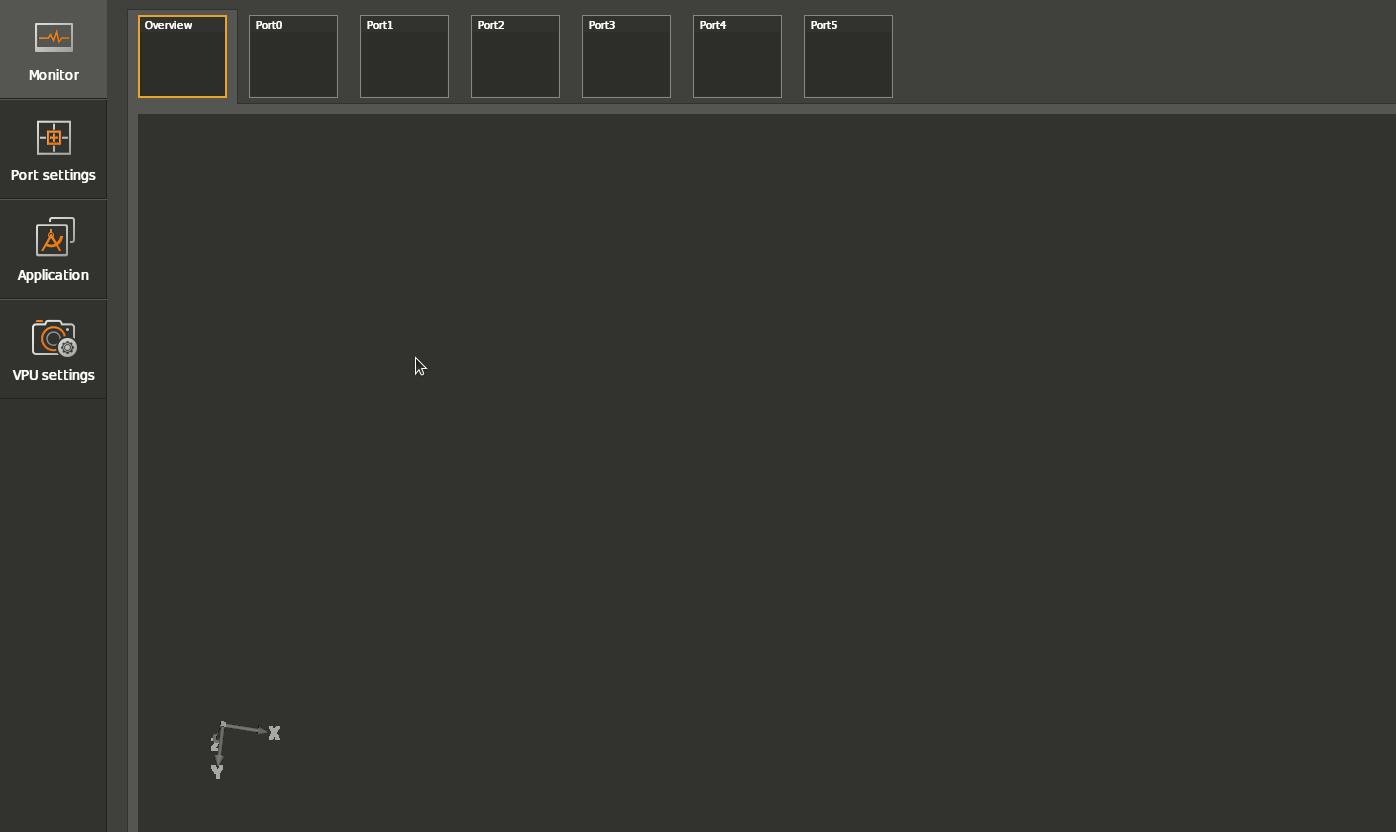 Overview
Port0
Port1
Port2
Port3
Port4
Port5
Monitor
Port settings
Application
VPU settings
X
Z
Y